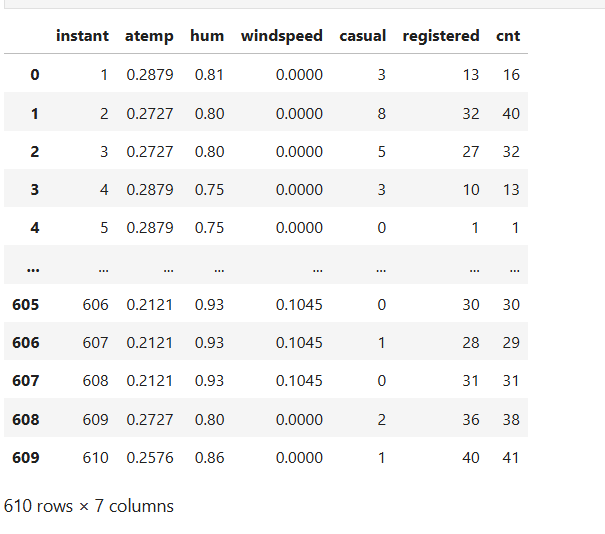 instant atemp hum windspeed casual registered cnt
0 1 0.2879 0.81 0.0000 3 13 16
1 2 0.2727 0.80 0.0000 8 32 40
2 3 0.2727 0.80 0.0000 5 27 32
3 4 0.2879 0.75 0.0000 3 10 13
4 5 0.2879 0.75 0.0000 0 1 1
... ... ... ... ... ... ... ...
605 606 0.2121 0.93 0.1045 0 30 30
606 607 0.2121 0.93 0.1045 1 28 29
607 608 0.2121 0.93 0.1045 0 31 31
608 609 0.2727 0.80 0.0000 2 36 38
609 610 0.2576 0.86 0.0000 1 40 41
610 rows × 7 columns